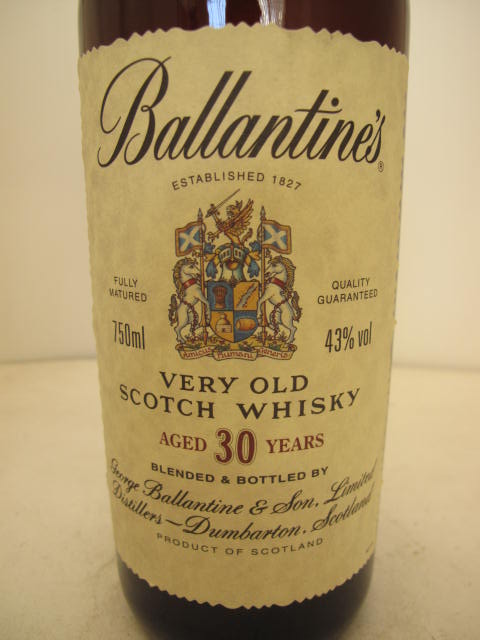 Ballantine's®
ESTABLISHED 1827
FULLY MATURED
QUALITY GUARANTEED
750ml
43% vol
Amicus Humani Generis
VERY OLD
SCOTCH WHISKY
AGED 30 YEARS
BLENDED & BOTTLED BY
George Ballantine & Son, Limited
Distillers—Dumbarton, Scotland
PRODUCT OF SCOTLAND